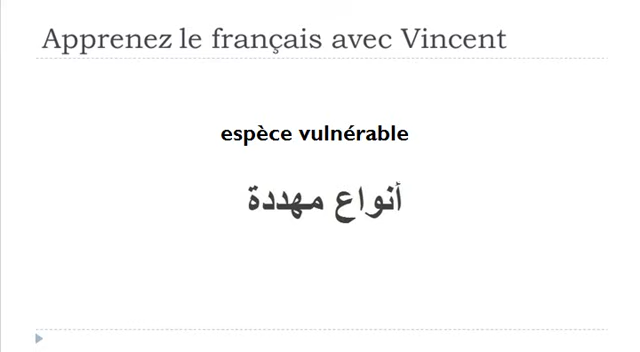 Apprenez le français avec Vincent
espèce vulnérable
أنواع مهددة